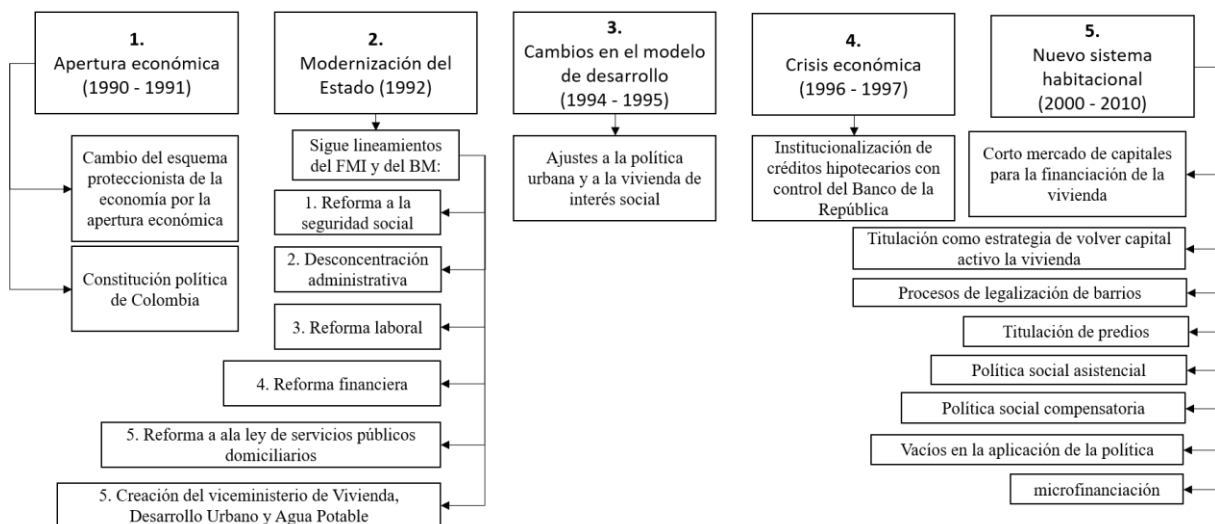 1.
Apertura económica
(1990 - 1991)
Cambio del esquema
proteccionista de la
economía por la
apertura económica
Constitución política
de Colombia
2.
Modernización del
Estado (1992)
Sigue lineamientos
del FMI y del BM:
1. Reforma a la
seguridad social
2. Desconcentración
administrativa
3. Reforma laboral
4. Reforma financiera
5. Reforma a ala ley de servicios públicos
domiciliarios
5. Creación del viceministerio de Vivienda,
Desarrollo Urbano y Agua Potable
3.
Cambios en el modelo
de desarrollo
(1994 - 1995)
Ajustes a la política
urbana y a la vivienda de
interés social
4.
Crisis económica
(1996 - 1997)
Institucionalización de
créditos hipotecarios con
control del Banco de la
República
5.
Nuevo sistema
habitacional
(2000 - 2010)
Corto mercado de capitales
para la financiación de la
vivienda
Titulación como estrategia de volver capital
activo la vivienda
Procesos de legalización de barrios
Titulación de predios
Política social asistencial
Política social compensatoria
Vacíos en la aplicación de la política
microfinanciación